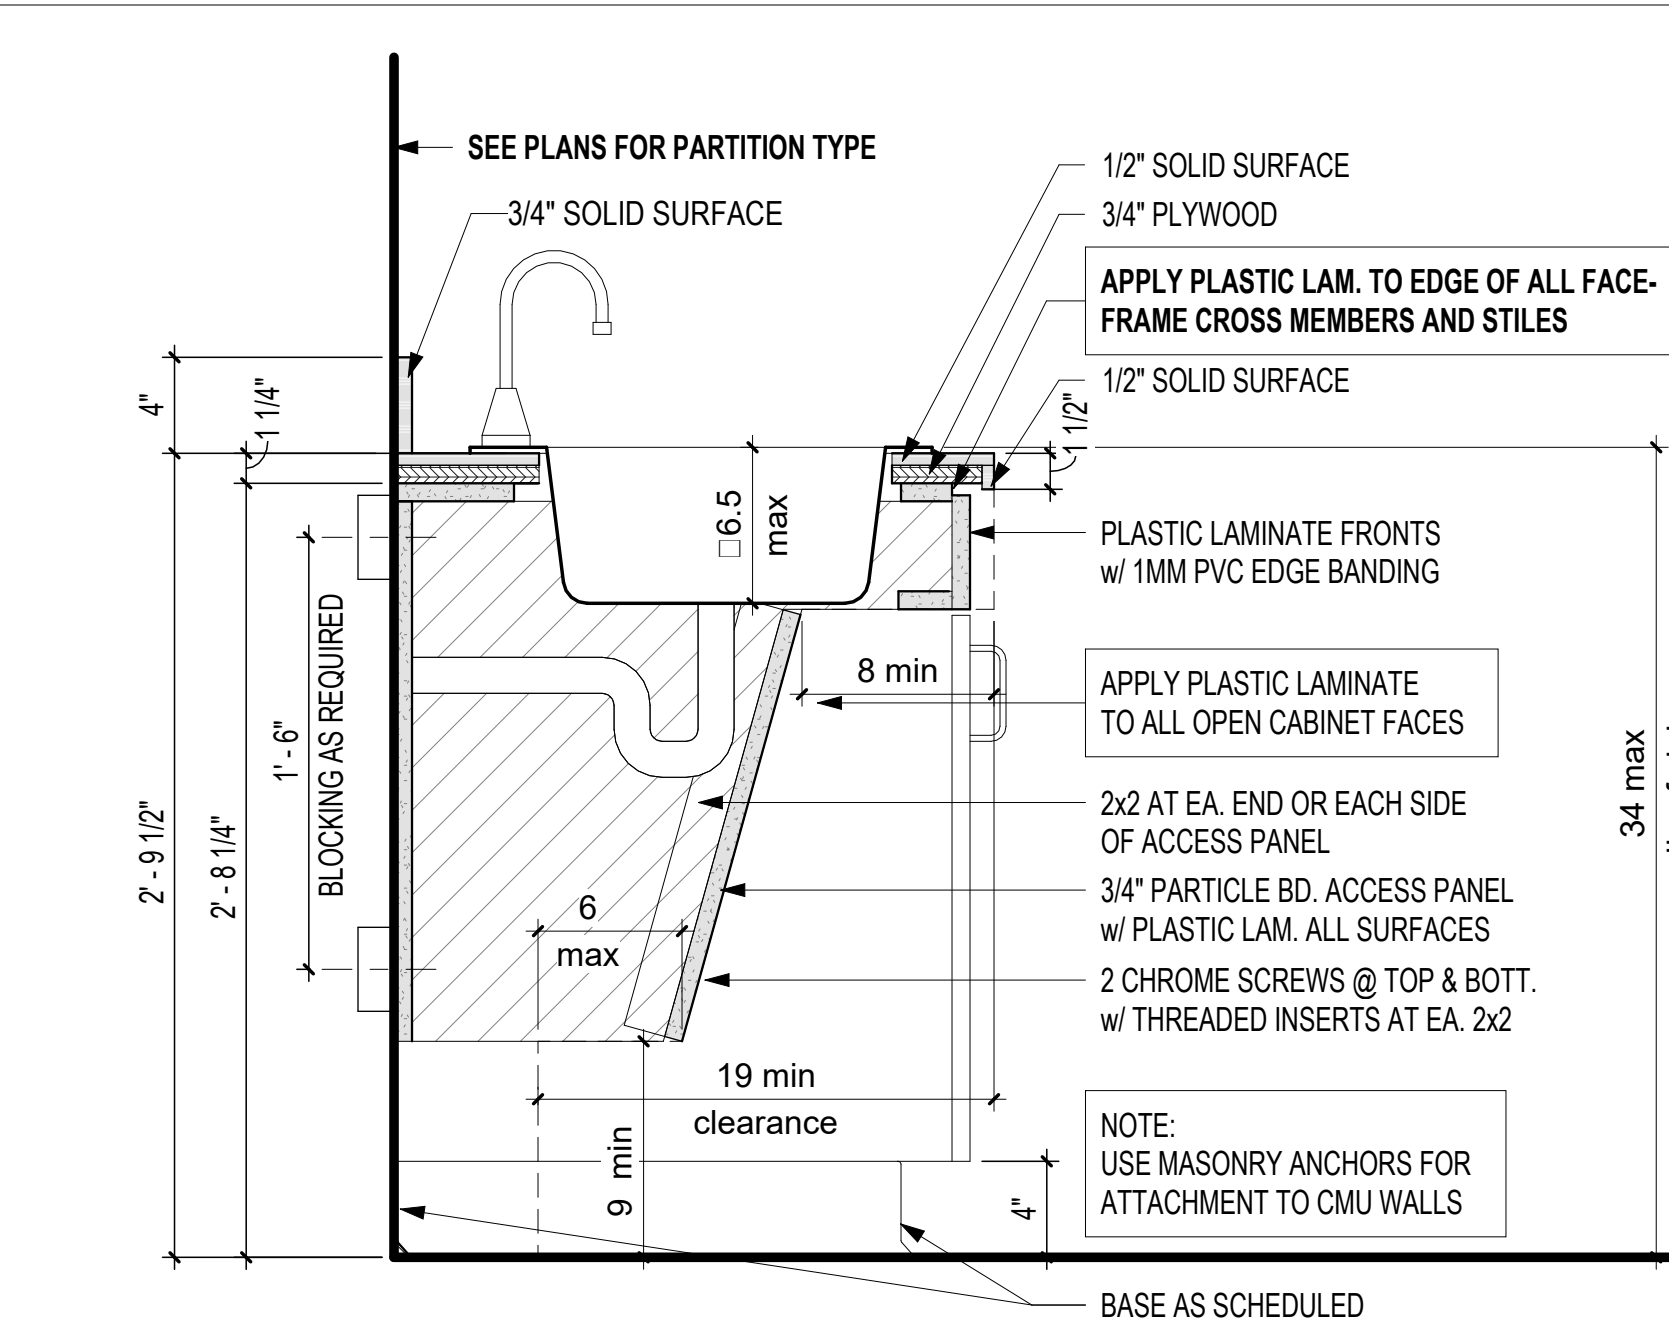 SEE PLANS FOR PARTITION TYPE
3/4" SOLID SURFACE
1/2" SOLID SURFACE
3/4" PLYWOOD
APPLY PLASTIC LAM. TO EDGE OF ALL FACE-
FRAME CROSS MEMBERS AND STILES
1/2" SOLID SURFACE
4"
1 1/4"
1 1/2"
6.5
max
PLASTIC LAMINATE FRONTS
w/ 1MM PVC EDGE BANDING
2' - 9 1/2"
2' - 8 1/4"
1' - 6"
BLOCKING AS REQUIRED
8 min
APPLY PLASTIC LAMINATE
TO ALL OPEN CABINET FACES
34 max
2x2 AT EA. END OR EACH SIDE
OF ACCESS PANEL
3/4" PARTICLE BD. ACCESS PANEL
w/ PLASTIC LAM. ALL SURFACES
6
max
2 CHROME SCREWS @ TOP & BOTT.
w/ THREADED INSERTS AT EA. 2x2
19 min
clearance
9 min
4"
NOTE:
USE MASONRY ANCHORS FOR
ATTACHMENT TO CMU WALLS
BASE AS SCHEDULED